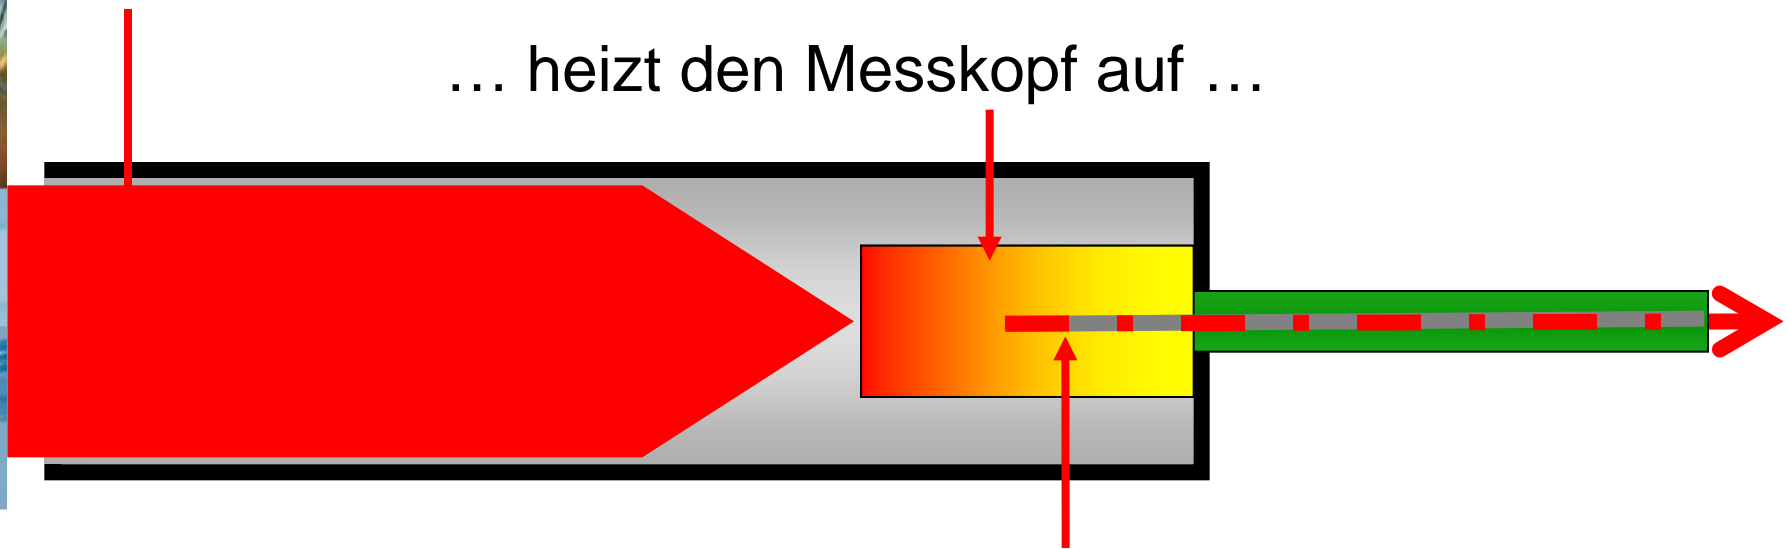 … heizt den Messkopf auf …